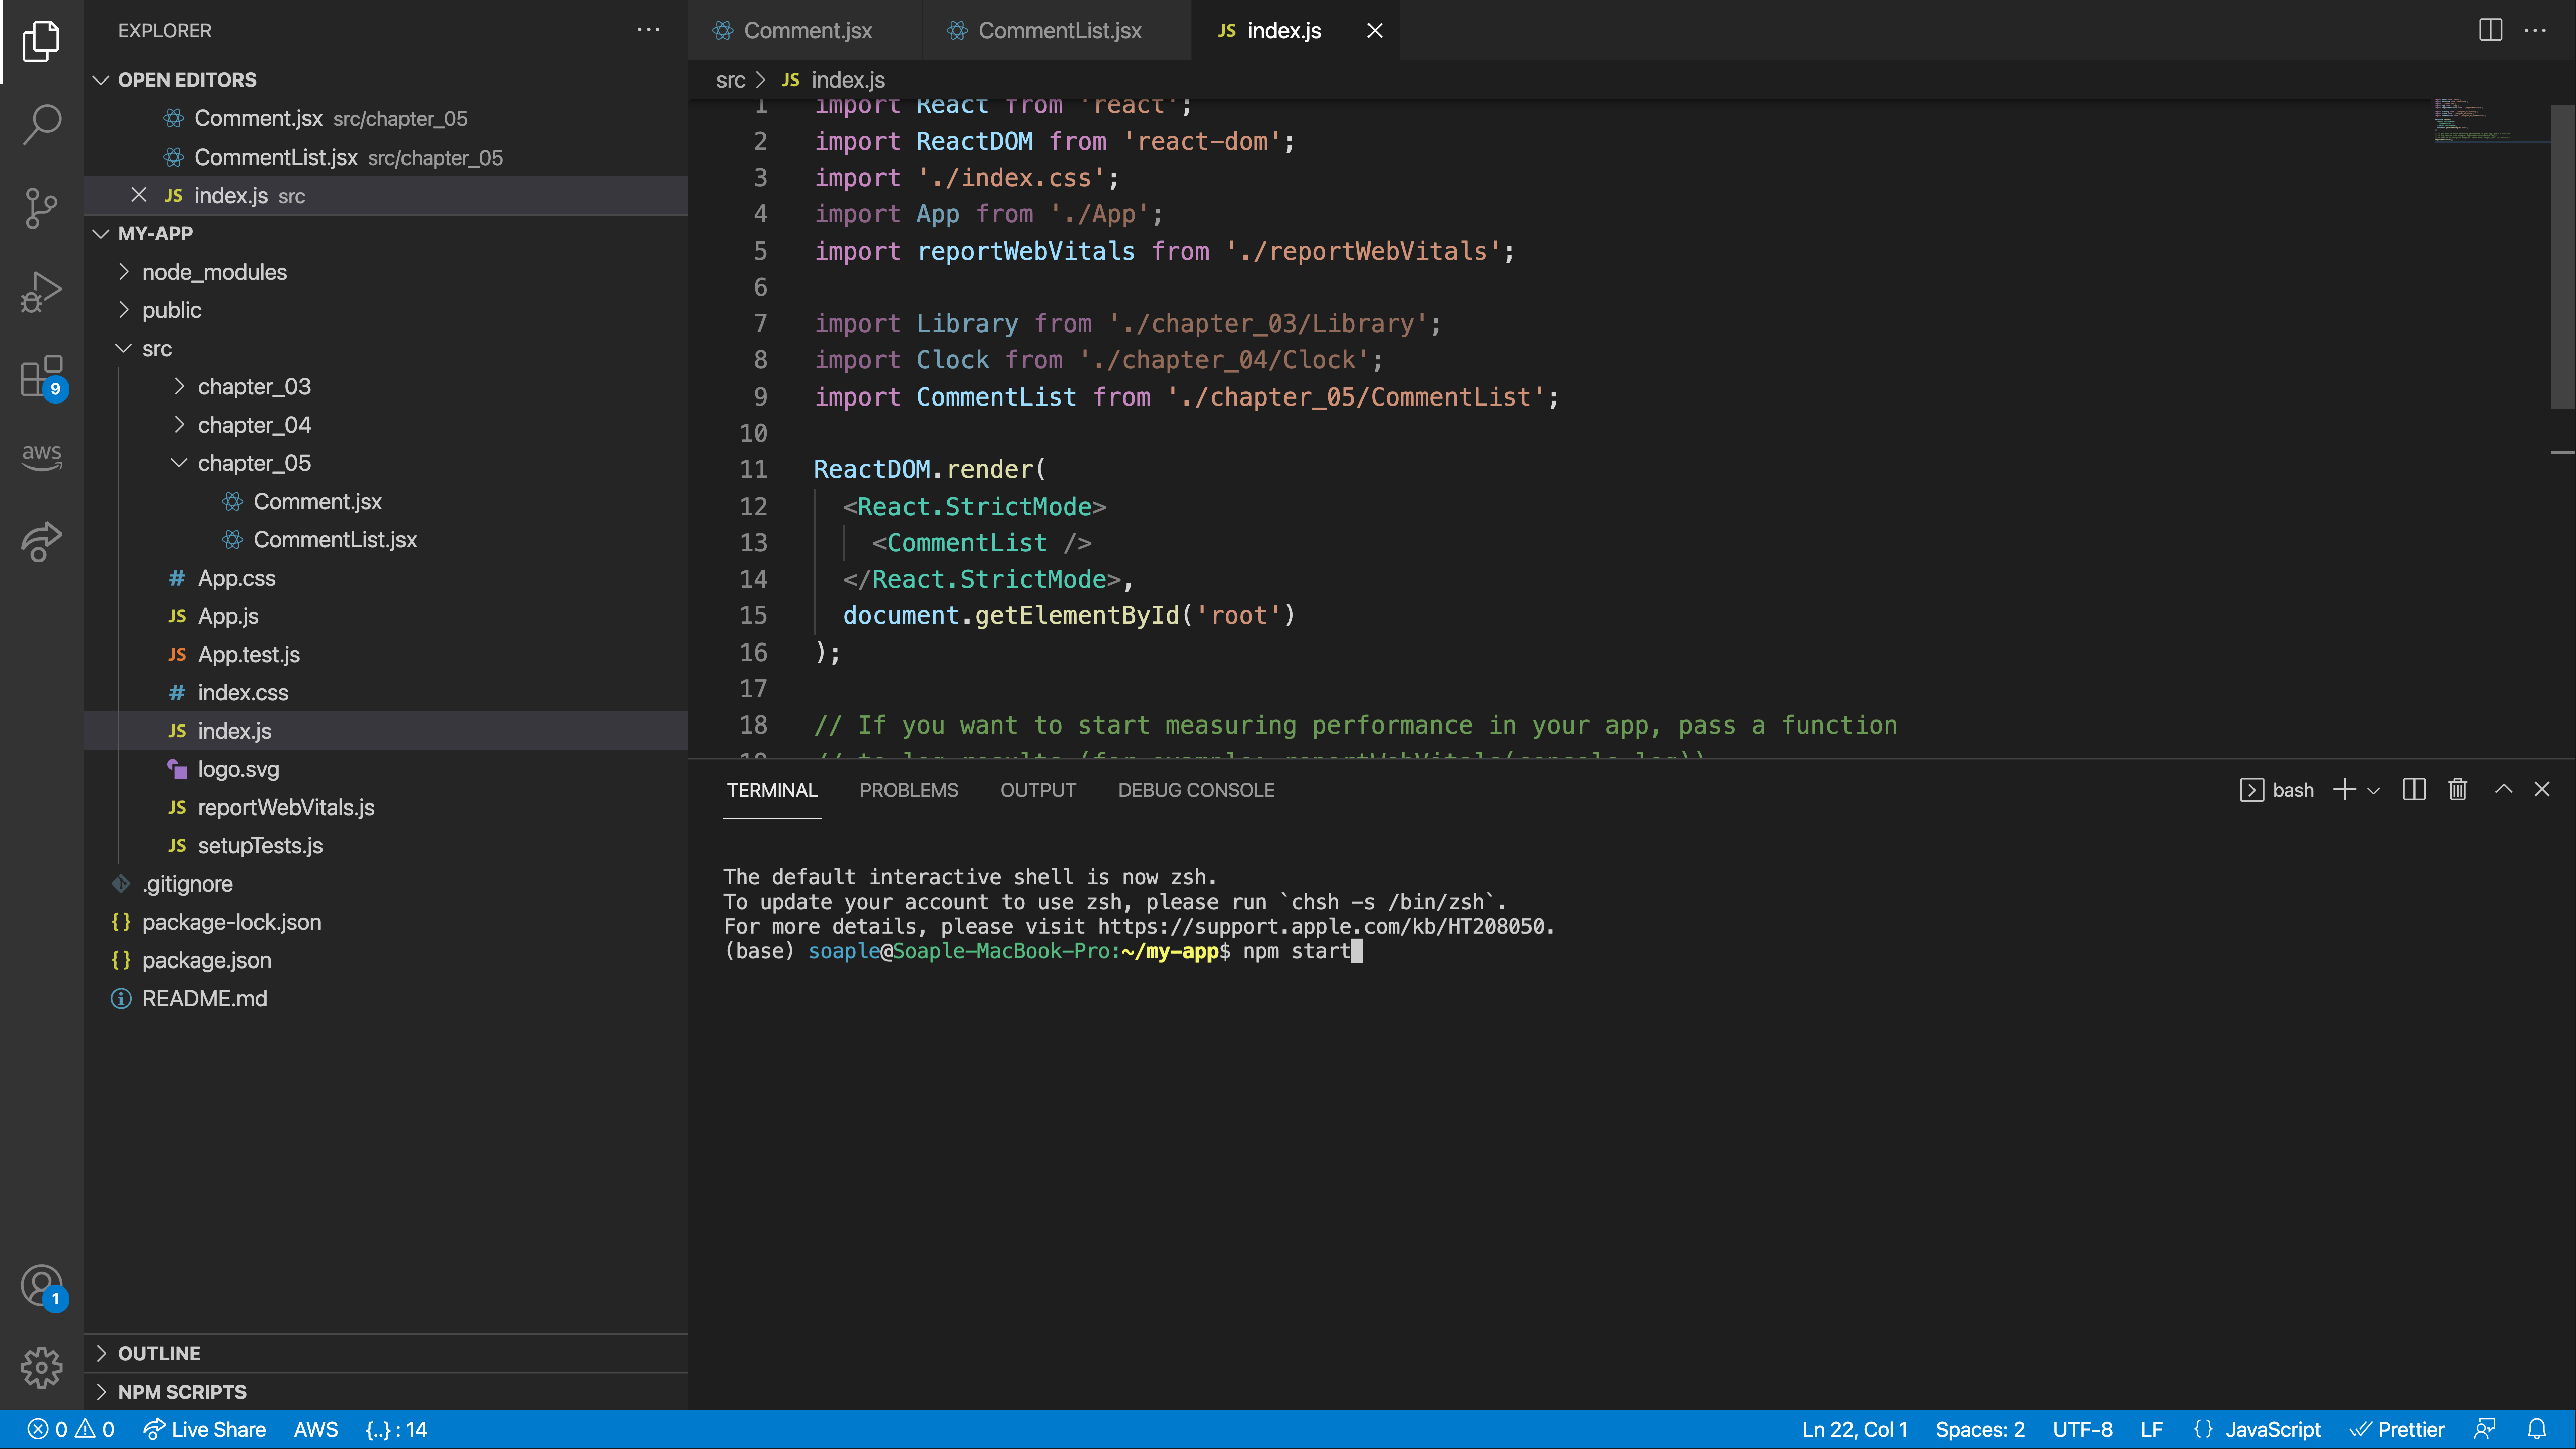 EXPLORER
OPEN EDITORS
Comment.jsx src/chapter_05
CommentList.jsx src/chapter_05
JS index.js src
MY-APP
node_modules
public
src
chapter_03
chapter_04
chapter_05
Comment.jsx
CommentList.jsx
# App.css
JS App.js
JS App.test.js
# index.css
JS index.js
logo.svg
JS reportWebVitals.js
JS setupTests.js
.gitignore
{} package-lock.json
{} package.json
README.md
OUTLINE
NPM SCRIPTS
9
aws
1
Comment.jsx
CommentList.jsx
JS index.js
src > JS index.js
1 import React from 'react';
2 import ReactDOM from 'react-dom';
3 import './index.css';
4 import App from './App';
5 import reportWebVitals from './reportWebVitals';
6
7 import Library from './chapter_03/Library';
8 import Clock from './chapter_04/Clock';
9 import CommentList from './chapter_05/CommentList';
10
11 ReactDOM.render(
12 <React.StrictMode>
13 <CommentList />
14 </React.StrictMode>,
15 document.getElementById('root')
16 );
17
18 // If you want to start measuring performance in your app, pass a function
19 // to log results (for example: reportWebVitals(console.log))
TERMINAL PROBLEMS OUTPUT DEBUG CONSOLE
bash
The default interactive shell is now zsh.
To update your account to use zsh, please run `chsh -s /bin/zsh`.
For more details, please visit https://support.apple.com/kb/HT208050.
(base) soaple@Soaple-MacBook-Pro:~/my-app$ npm start
0 0 Live Share AWS {..} : 14
Ln 22, Col 1 Spaces: 2 UTF-8 LF {} JavaScript Prettier